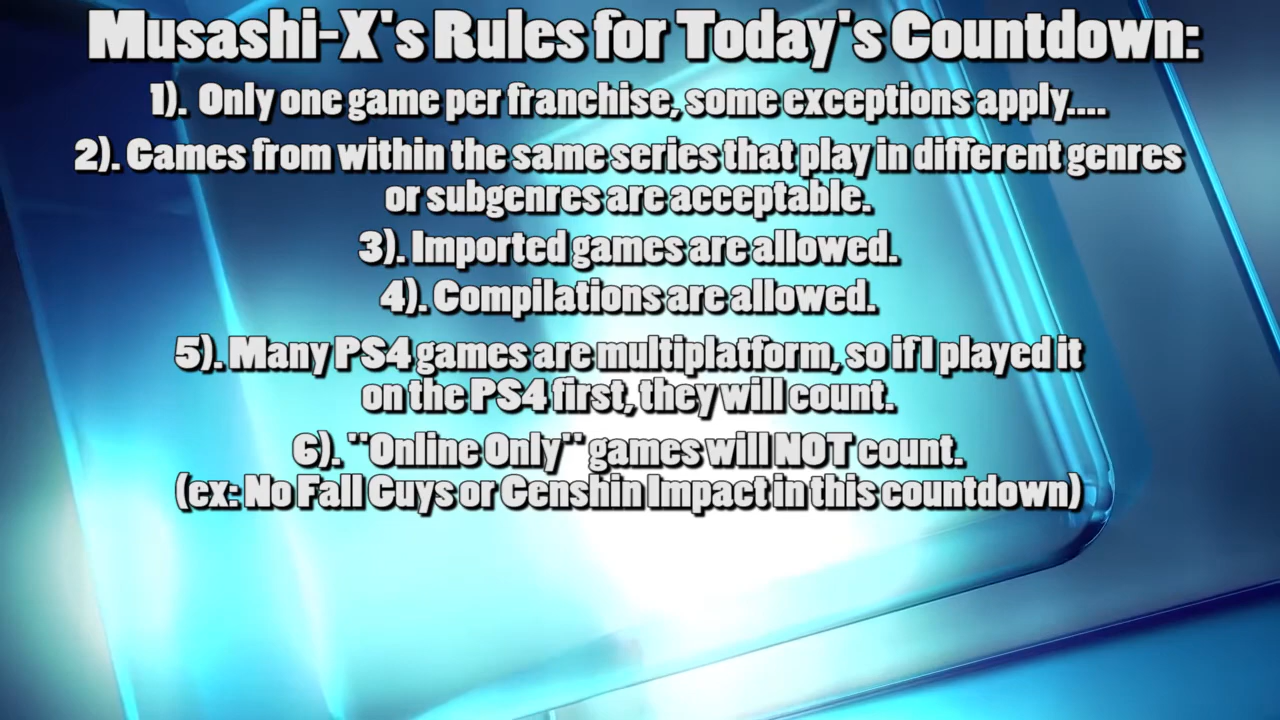 Musashi-X's Rules for Today's Countdown:
1). Only one game per franchise, some exceptions apply....
2). Games from within the same series that play in different genres
or subgenres are acceptable.
3). Imported games are allowed.
4). Compilations are allowed.
5). Many PS4 games are multiplatform, so if I played it
on the PS4 first, they will count.
6). "Online Only" games will NOT count.
(ex: No Fall Guys or Genshin Impact in this countdown)